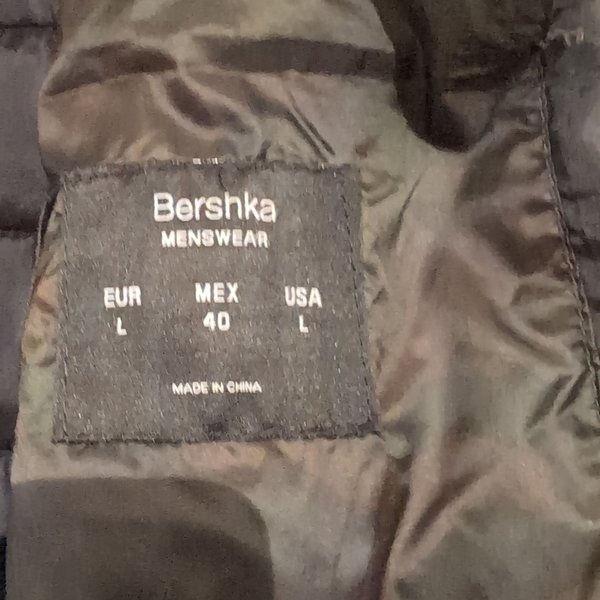 Bershka
MENSWEAR
EUR MEX USA
L 40 L
MADE IN CHINA